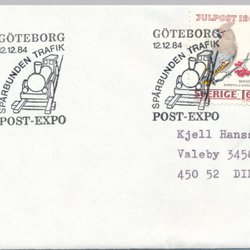 GÖTEBORG
12.12.84
SPÅRBUNDEN TRAFIK
POST-EXPO
GÖTEBORG
12.12.84
SPÅRBUNDEN TRAFIK
POST-EXPO
JULPOST
SVERIGE
Kjell Hans
Valeby 345
450 52 DI